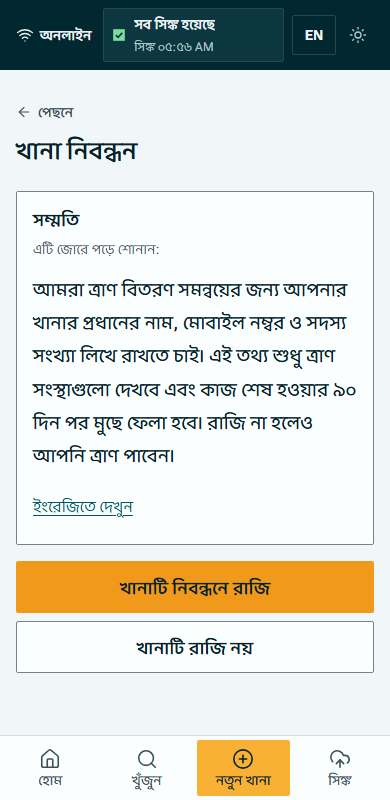 অনলাইন
সব সিঙ্ক হয়েছে
সিঙ্ক ০৫:৫৬ AM
EN
পেছনে
খানা নিবন্ধন
সম্মতি
এটি জোরে পড়ে শোনান:
আমরা ত্রাণ বিতরণ সমন্বয়ের জন্য আপনার
খানার প্রধানের নাম, মোবাইল নম্বর ও সদস্য
সংখ্যা লিখে রাখতে চাই। এই তথ্য শুধু ত্রাণ
সংস্থাগুলো দেখবে এবং কাজ শেষ হওয়ার ৯০
দিন পর মুছে ফেলা হবে। রাজি না হলেও
আপনি ত্রাণ পাবেন।
ইংরেজিতে দেখুন
খানাটি নিবন্ধনে রাজি
খানাটি রাজি নয়
হোম
খুঁজুন
নতুন খানা
সিঙ্ক